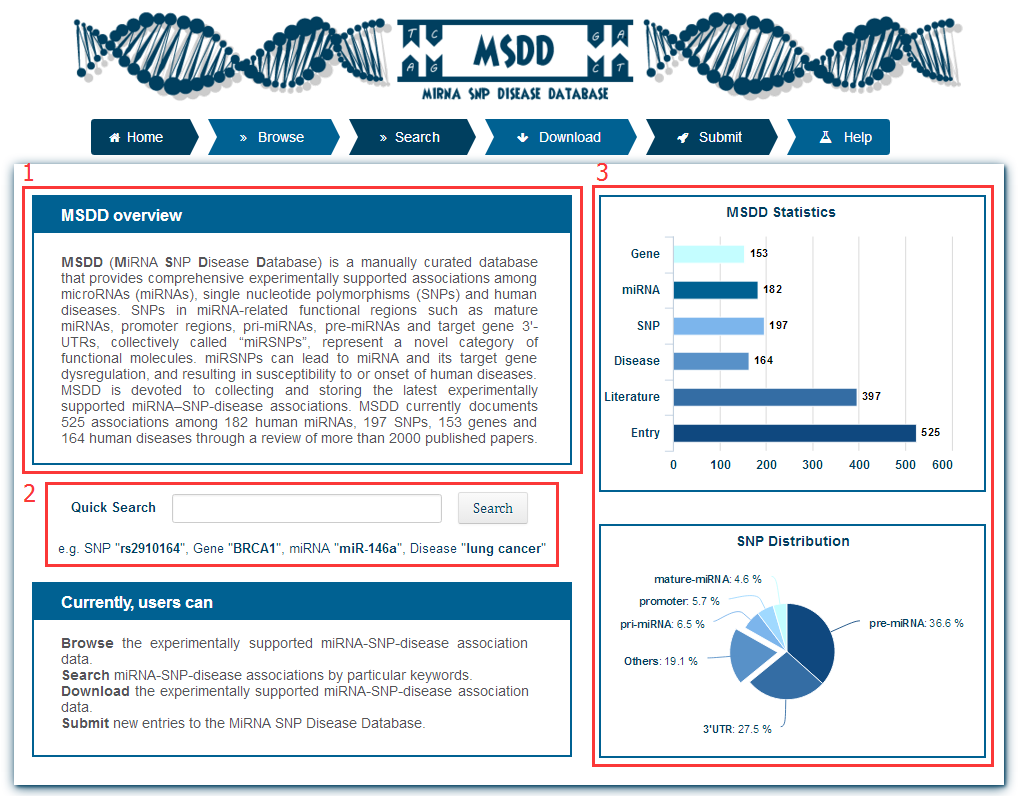 T C G A
MSDD
A G C T
MIRNA SNP DISEASE DATABASE
Home » Browse » Search Download Submit Help
1
MSDD overview
MSDD (MiRNA SNP Disease Database) is a manually curated database
that provides comprehensive experimentally supported associations among
microRNAs (miRNAs), single nucleotide polymorphisms (SNPs) and human
diseases. SNPs in miRNA-related functional regions such as mature
miRNAs, promoter regions, pri-miRNAs, pre-miRNAs and target gene 3'-
UTRs, collectively called “miRSNPs”, represent a novel category of
functional molecules. miRSNPs can lead to miRNA and its target gene
dysregulation, and resulting in susceptibility to or onset of human diseases.
MSDD is devoted to collecting and storing the latest experimentally
supported miRNA–SNP-disease associations. MSDD currently documents
525 associations among 182 human miRNAs, 197 SNPs, 153 genes and
164 human diseases through a review of more than 2000 published papers.
2
Quick Search Search
e.g. SNP "rs2910164", Gene "BRCA1", miRNA "miR-146a", Disease "lung cancer"
Currently, users can
Browse the experimentally supported miRNA-SNP-disease association
data.
Search miRNA-SNP-disease associations by particular keywords.
Download the experimentally supported miRNA-SNP-disease association
data.
Submit new entries to the MiRNA SNP Disease Database.
3
MSDD Statistics
Gene 153
miRNA 182
SNP 197
Disease 164
Literature 397
Entry 525
0 100 200 300 400 500 600
SNP Distribution
mature-miRNA: 4.6 %
promoter: 5.7 %
pri-miRNA: 6.5 %
pre-miRNA: 36.6 %
Others: 19.1 %
3'UTR: 27.5 %